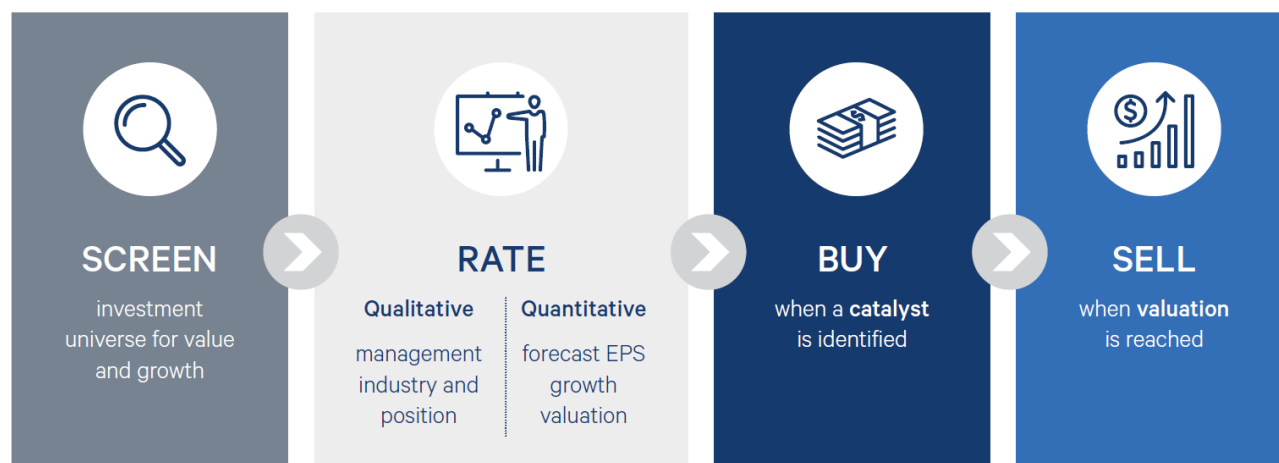 SCREEN
investment
universe for value
and growth
RATE
Qualitative
management
industry and
position
Quantitative
forecast EPS
growth
valuation
BUY
when a catalyst
is identified
$
SELL
when valuation
is reached
$